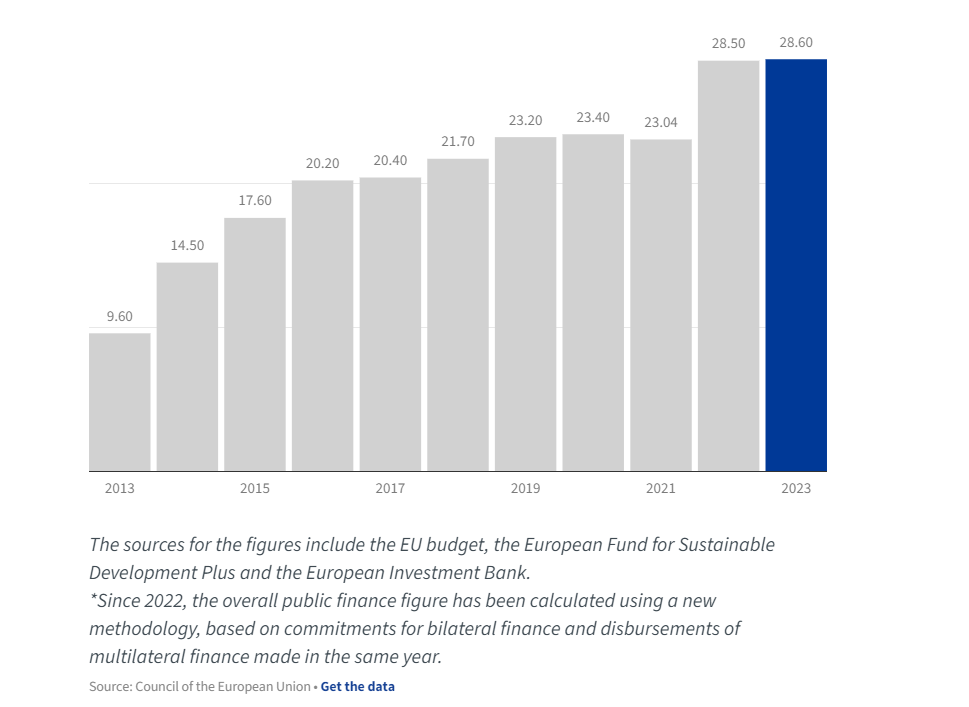 28.50
28.60
23.20
23.40
23.04
21.70
20.20
20.40
17.60
14.50
9.60
2013
2015
2017
2019
2021
2023
The sources for the figures include the EU budget, the European Fund for Sustainable
Development Plus and the European Investment Bank.
*Since 2022, the overall public finance figure has been calculated using a new
methodology, based on commitments for bilateral finance and disbursements of
multilateral finance made in the same year.
Source: Council of the European Union • Get the data